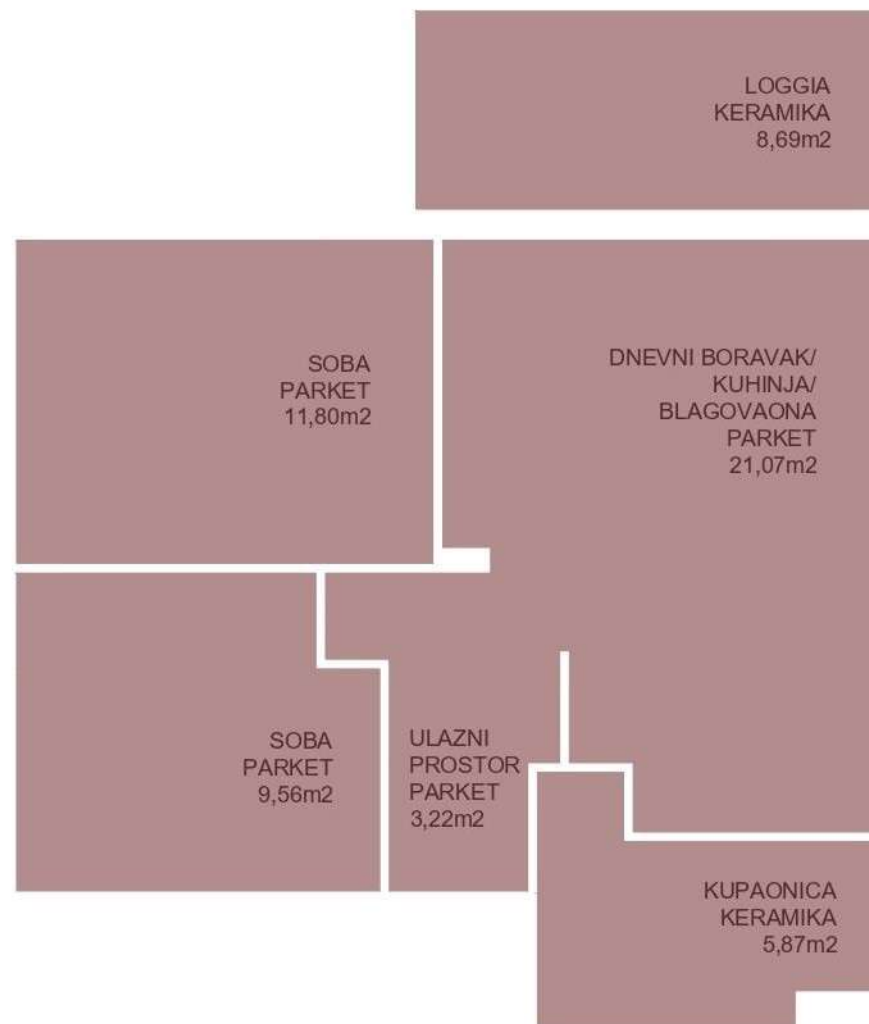 LOGGIA
KERAMIKA
8,69m2
SOBA
PARKET
11,80m2
DNEVNI BORAVAK/
KUHINJA/
BLAGOVAONA
PARKET
21,07m2
SOBA
PARKET
9,56m2
ULAZNI
PROSTOR
PARKET
3,22m2
KUPAONICA
KERAMIKA
5,87m2